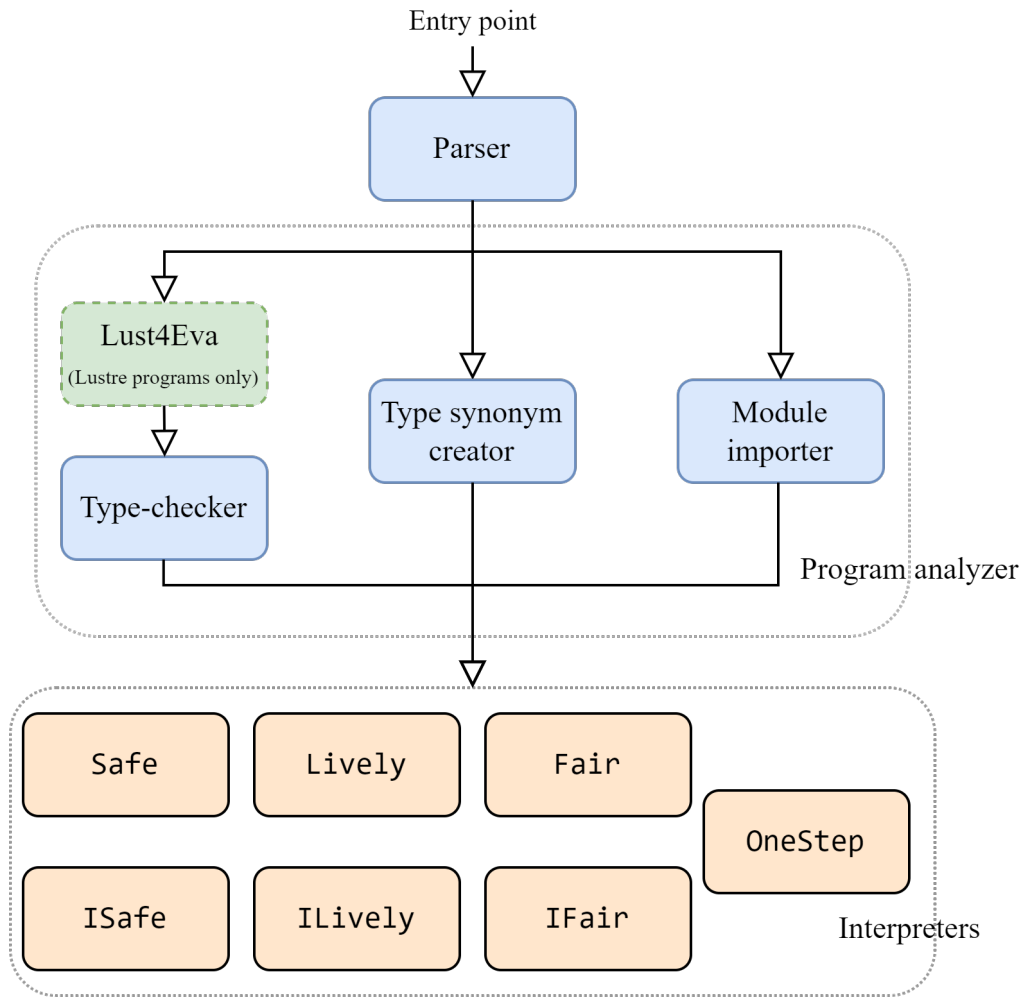 Entry point
Parser
Lust4Eva
(Lustre programs only)
Type synonym
creator
Module
importer
Type-checker
Program analyzer
Safe
Lively
Fair
OneStep
ISafe
ILively
IFair
Interpreters